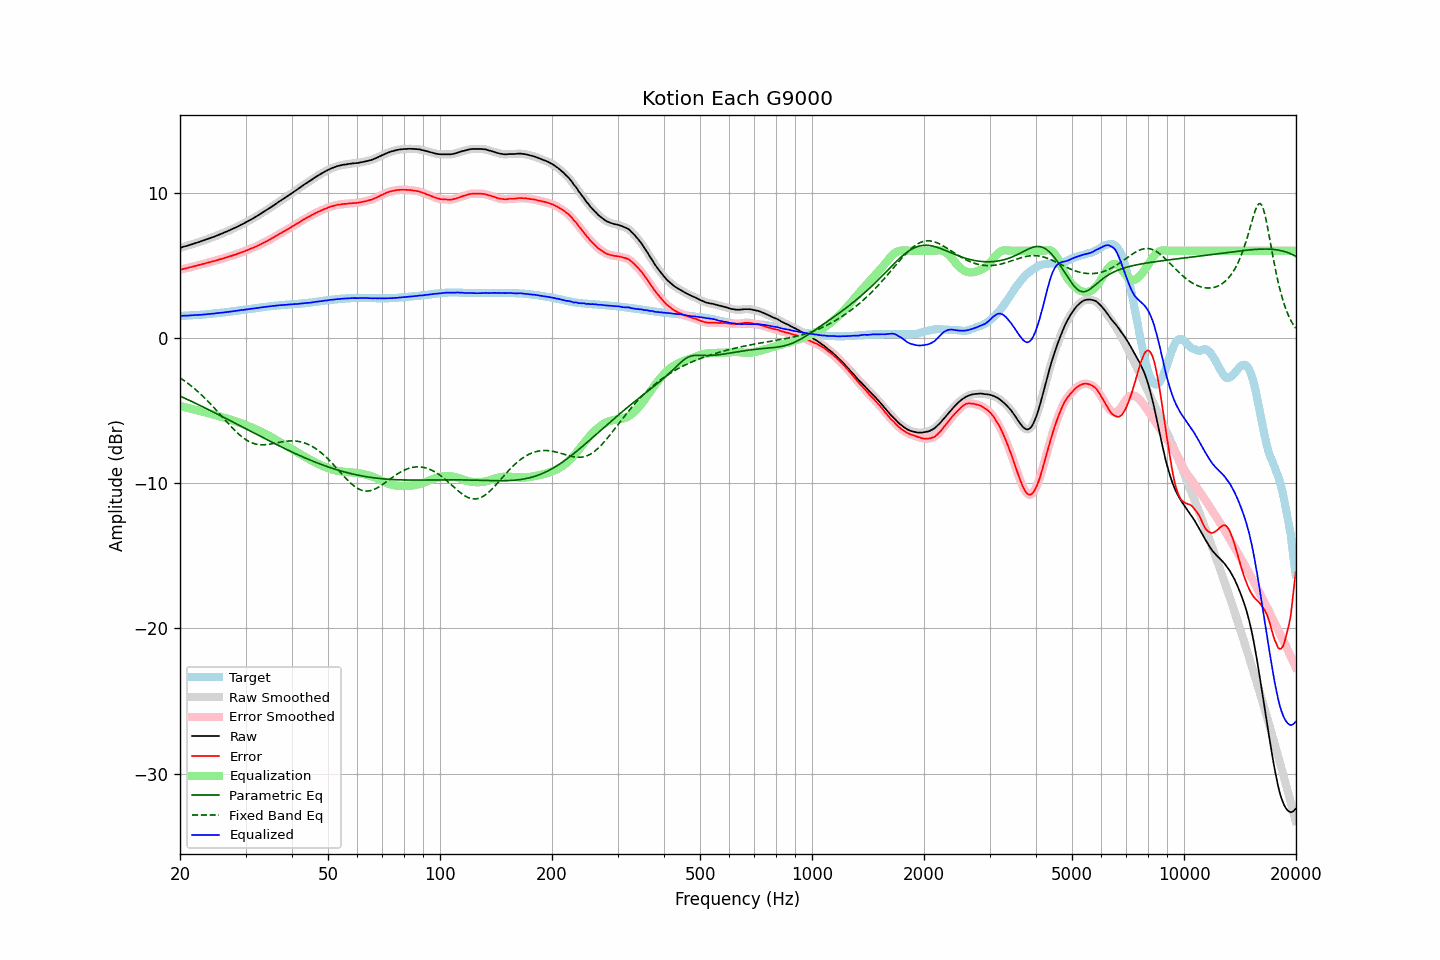 Kotion Each G9000
Amplitude (dBr)
10
0
−10
−20
−30
Target
Raw Smoothed
Error Smoothed
Raw
Error
Equalization
Parametric Eq
Fixed Band Eq
Equalized
20 50 100 200 500 1000 2000 5000 10000 20000
Frequency (Hz)